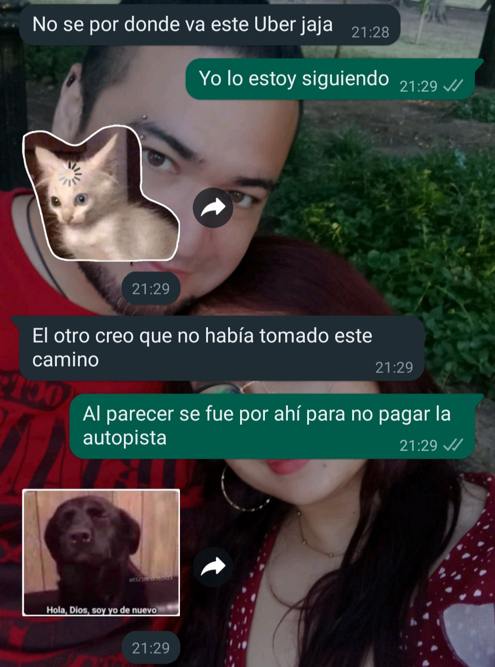 No se por donde va este Uber jaja 21:28
Yo lo estoy siguiendo 21:29
21:29
El otro creo que no había tomado este
camino 21:29
Al parecer se fue por ahí para no pagar la
autopista 21:29
Hola, Dios, soy yo de nuevo
21:29